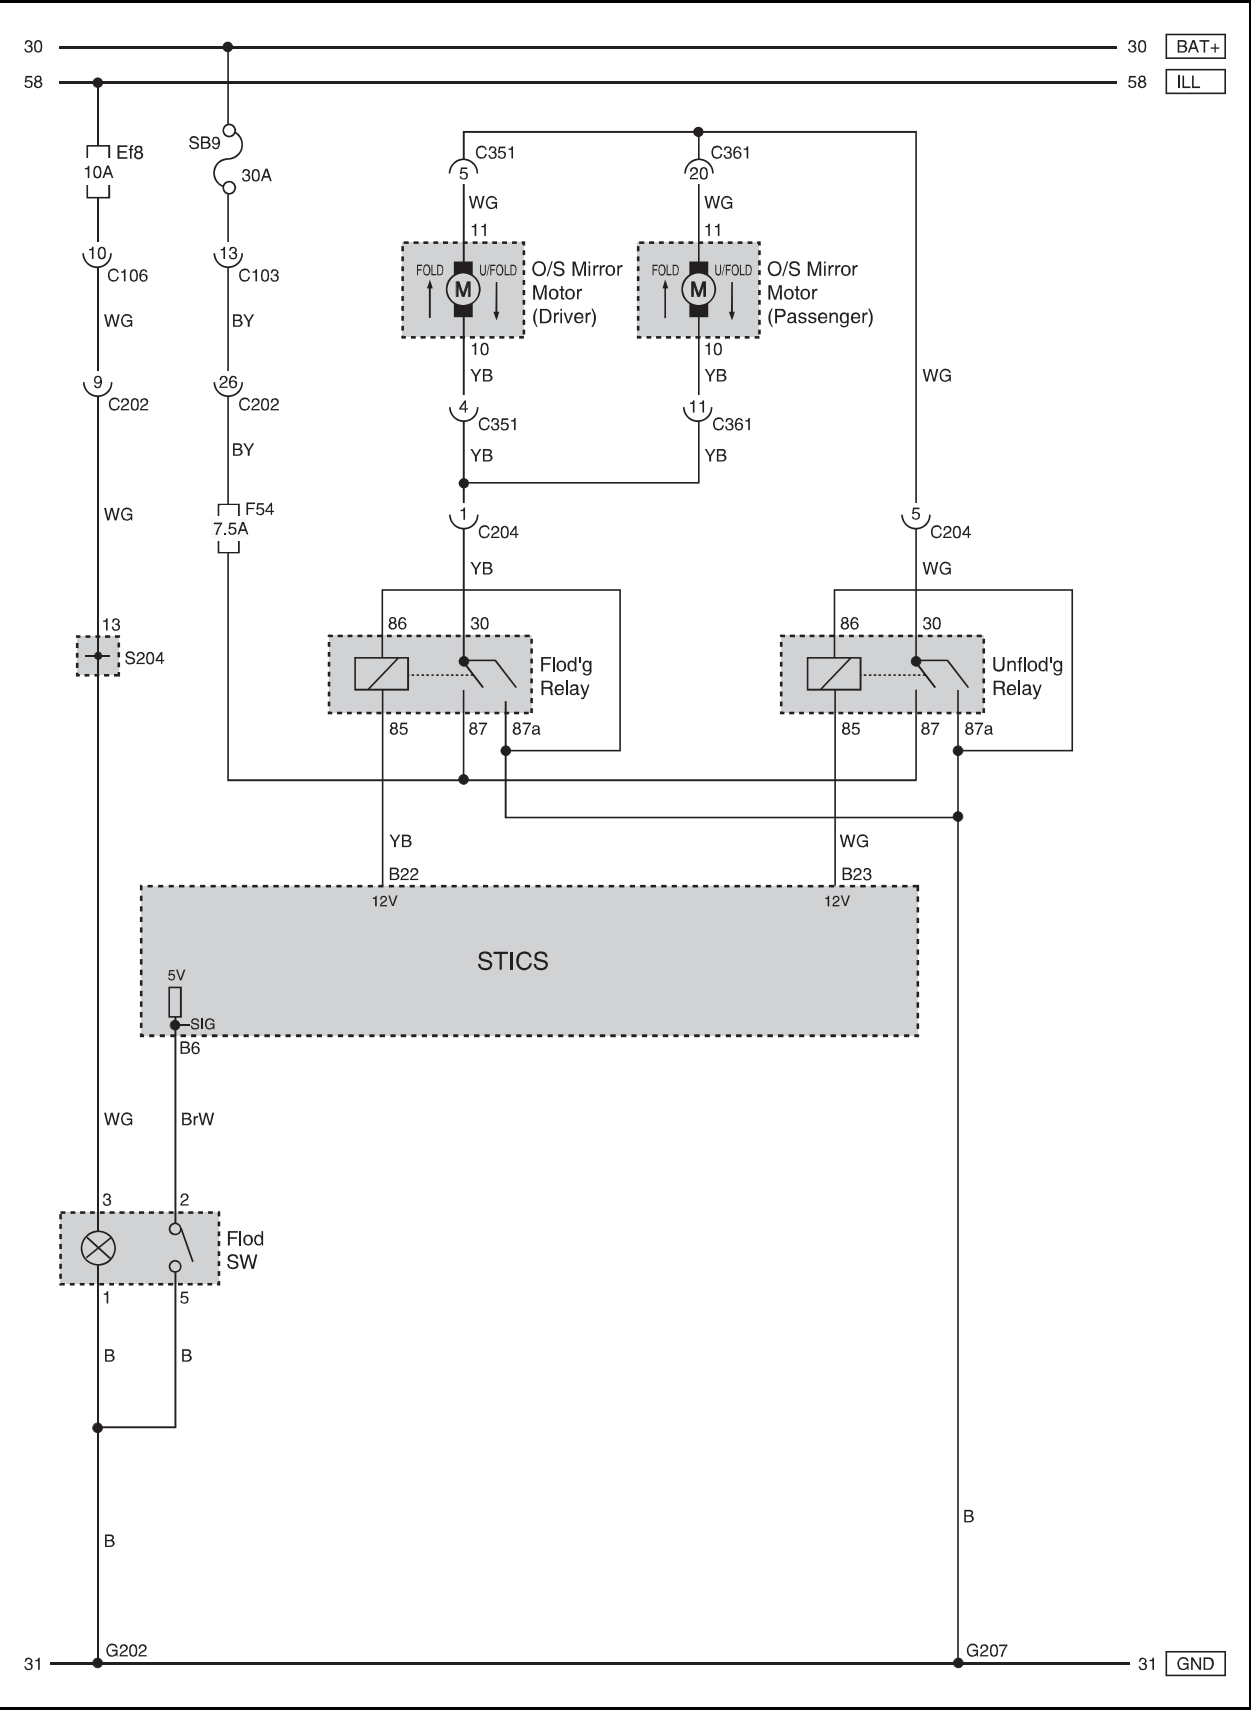 30 30 BAT+
58 58 ILL
Ef8
10A
SB9
30A
C351
5
WG
11
C361
20
WG
11
10
C106
WG
13
C103
BY
FOLD U/FOLD
M
O/S Mirror
Motor
(Driver)
FOLD U/FOLD
M
O/S Mirror
Motor
(Passenger)
10
YB
10
YB
WG
9
C202
26
C202
4
C351
YB
11
C361
YB
BY
WG
F54
7.5A
1
C204
YB
5
C204
WG
13
S204
86 30
Flod'g
Relay
85 87 87a
86 30
Unflod'g
Relay
85 87 87a
YB
B22
12V
WG
B23
12V
STICS
5V
SIG
B6
WG
BrW
3 2
Flod
SW
1 5
B B
B
B
G202
G207
31 31 GND